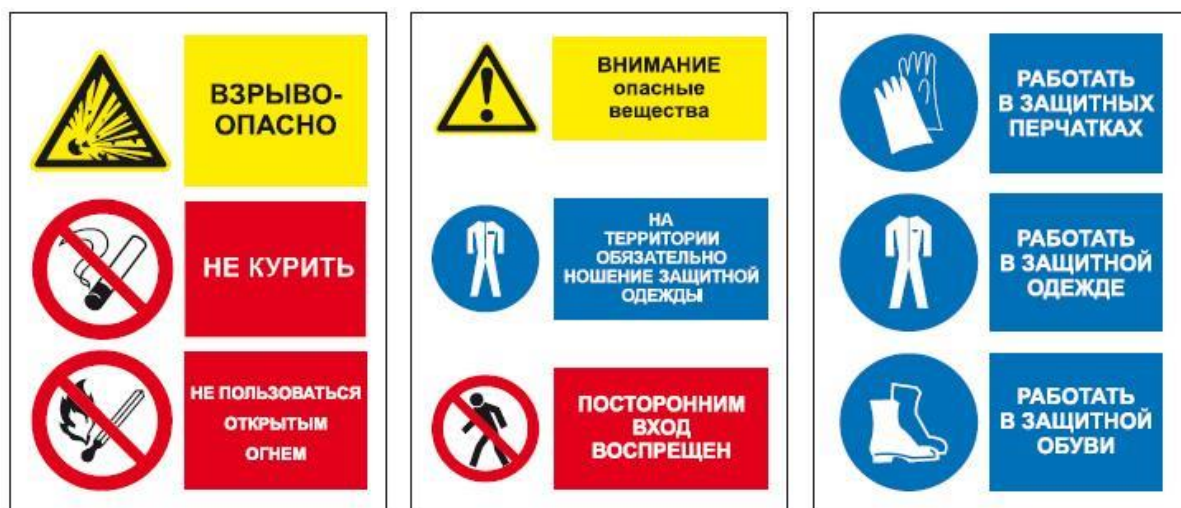 ВЗРЫВО-
ОПАСНО
НЕ КУРИТЬ
НЕ ПОЛЬЗОВАТЬСЯ
ОТКРЫТЫМ
ОГНЕМ
ВНИМАНИЕ
опасные
вещества
НА
ТЕРРИТОРИИ
ОБЯЗАТЕЛЬНО
НОШЕНИЕ ЗАЩИТНОЙ
ОДЕЖДЫ
ПОСТОРОННИМ
ВХОД
ВОСПРЕЩЕН
РАБОТАТЬ
В ЗАЩИТНЫХ
ПЕРЧАТКАХ
РАБОТАТЬ
В ЗАЩИТНОЙ
ОДЕЖДЕ
РАБОТАТЬ
В ЗАЩИТНОЙ
ОБУВИ